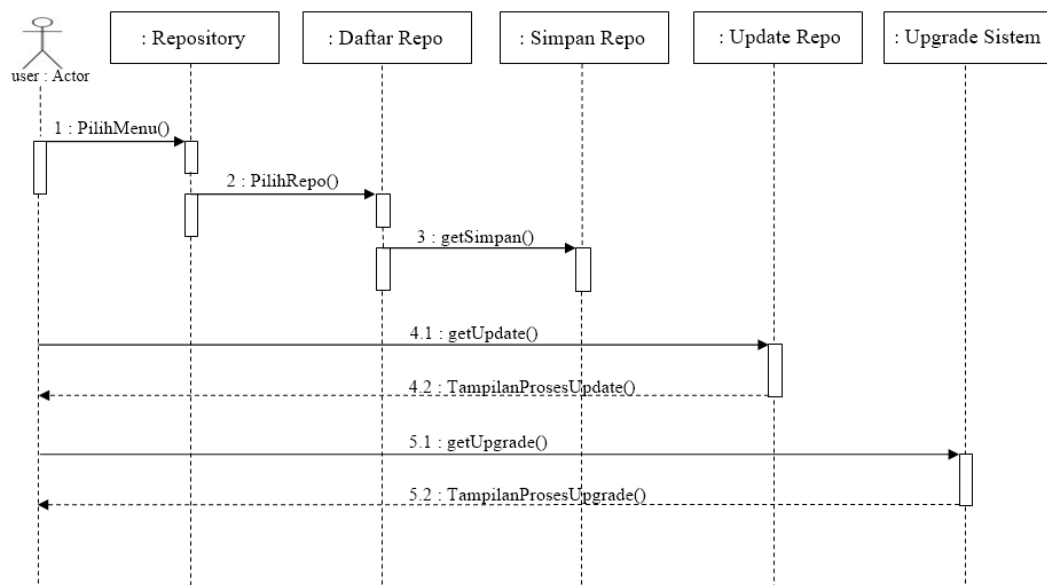 user : Actor
: Repository
: Daftar Repo
: Simpan Repo
: Update Repo
: Upgrade Sistem
1 : PilihMenu()
2 : PilihRepo()
3 : getSimpan()
4.1 : getUpdate()
4.2 : TampilanProsesUpdate()
5.1 : getUpgrade()
5.2 : TampilanProsesUpgrade()